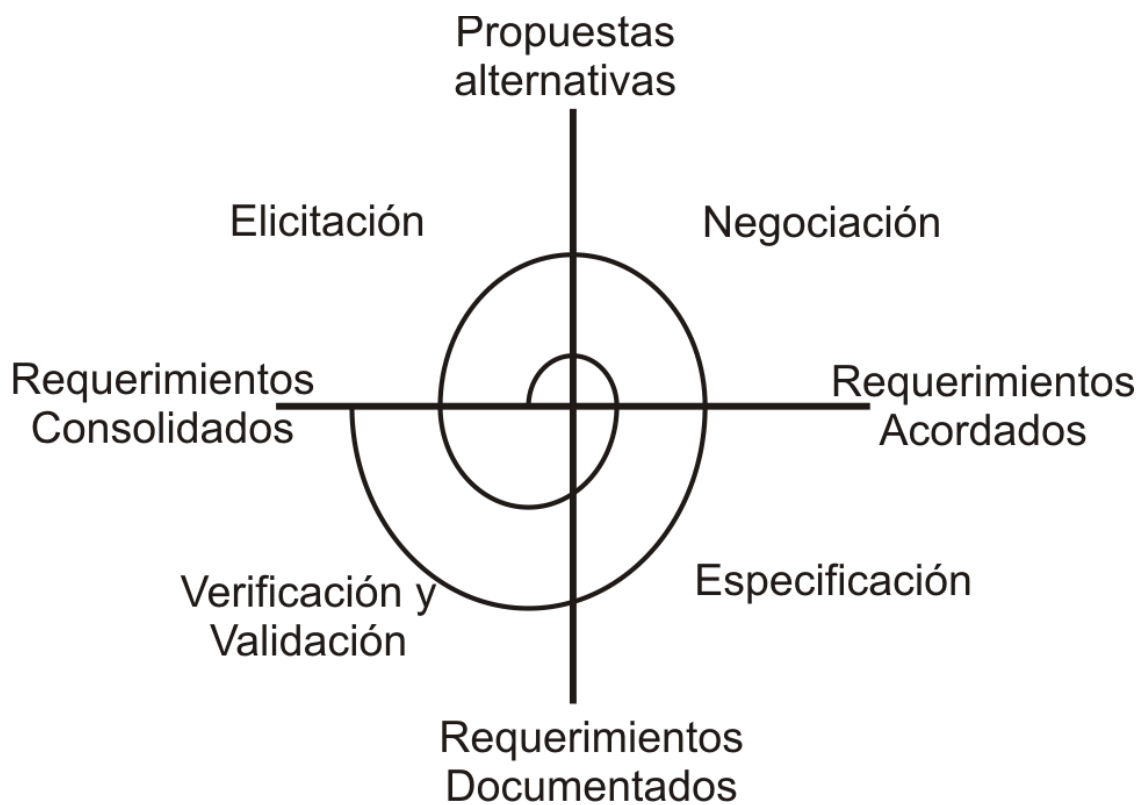 Propuestas
alternativas
Elicitación
Negociación
Requerimientos
Consolidados
Requerimientos
Acordados
Verificación y
Validación
Especificación
Requerimientos
Documentados